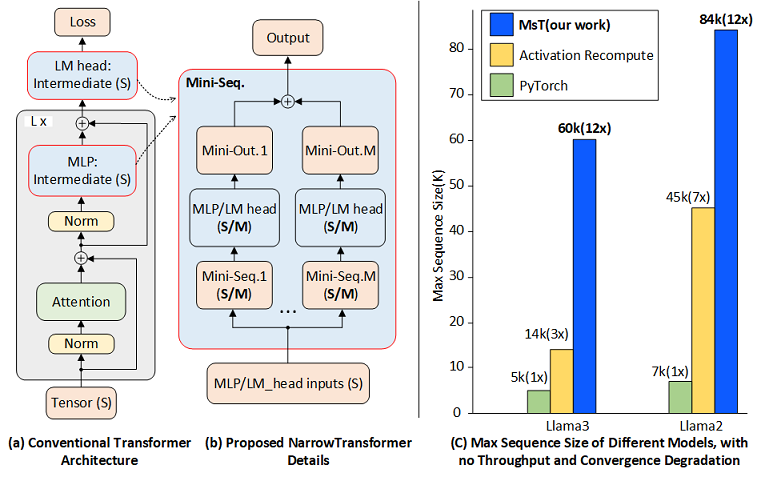 Loss
LM head:
Intermediate (S)
L x
MLP:
Intermediate (S)
Norm
Attention
Norm
Tensor (S)
(a) Conventional Transformer
Architecture
Output
Mini-Seq.
Mini-Out.1
Mini-Out.M
MLP/LM head
(S/M)
MLP/LM head
(S/M)
Mini-Seq.1
(S/M)
Mini-Seq.M
(S/M)
...
MLP/LM_head inputs (S)
(b) Proposed NarrowTransformer
Details
MsT(our work)
Activation Recompute
PyTorch
Max Sequence Size(K)
80
60
50
40
30
20
10
0
5k(1x)
14k(3x)
60k(12x)
7k(1x)
45k(7x)
84k(12x)
Llama3
Llama2
(C) Max Sequence Size of Different Models, with
no Throughput and Convergence Degradation